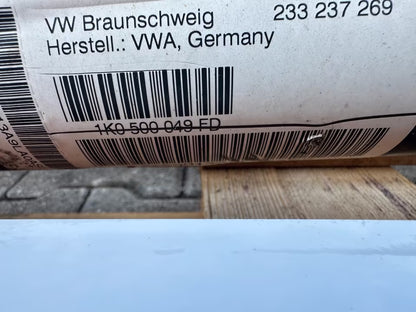 VW Braunschweig 233 237 269
Herstell.: VWA, Germany
1K0 500 049 FD